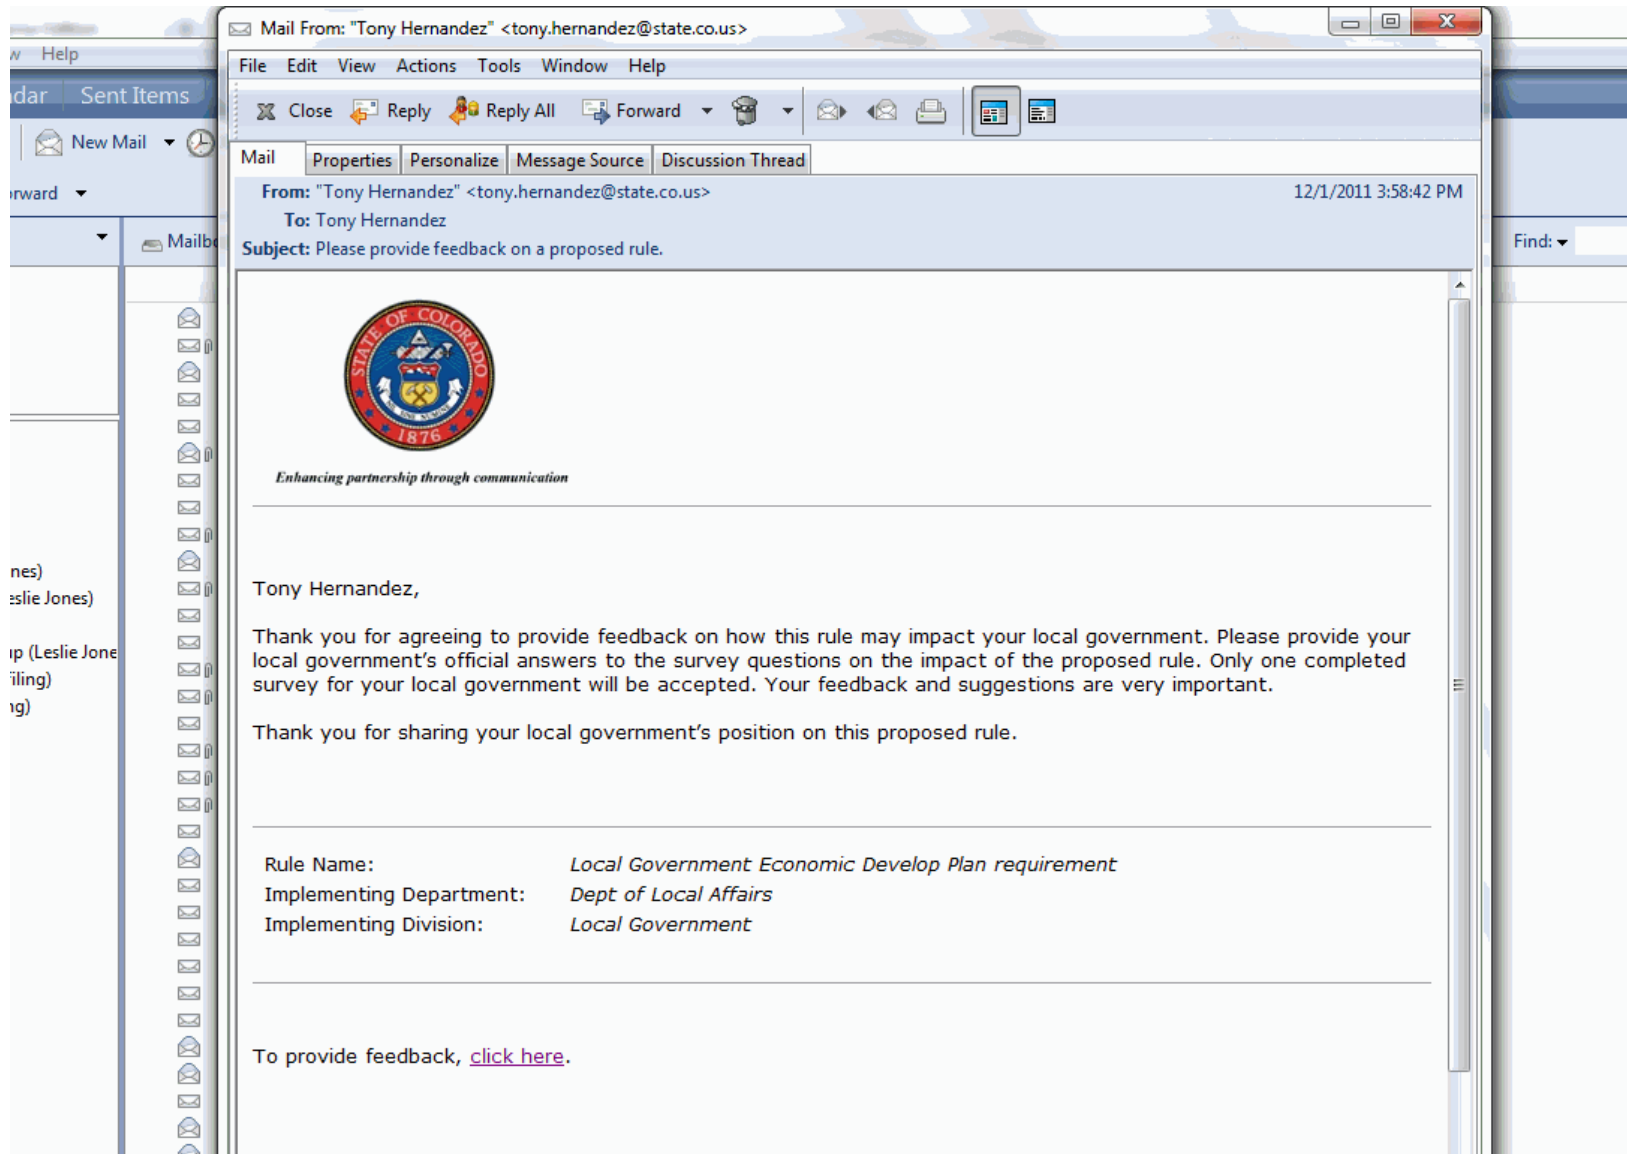 Mail From: "Tony Hernandez" <tony.hernandez@state.co.us>
w Help
File Edit View Actions Tools Window Help
dar Sent Items
Close Reply Reply All Forward
New Mail
Mail Properties Personalize Message Source Discussion Thread
orward
From: "Tony Hernandez" <tony.hernandez@state.co.us> 12/1/2011 3:58:42 PM
To: Tony Hernandez
Mailbo
Find:
Subject: Please provide feedback on a proposed rule.
STATE OF COLORADO
NIL SINE NUMINE
1876
Enhancing partnership through communication
nes)
eslie Jones)
up (Leslie Jone
iling)
ng)
Tony Hernandez,
Thank you for agreeing to provide feedback on how this rule may impact your local government. Please provide your
local government’s official answers to the survey questions on the impact of the proposed rule. Only one completed
survey for your local government will be accepted. Your feedback and suggestions are very important.
Thank you for sharing your local government’s position on this proposed rule.
Rule Name: Local Government Economic Develop Plan requirement
Implementing Department: Dept of Local Affairs
Implementing Division: Local Government
To provide feedback, click here.